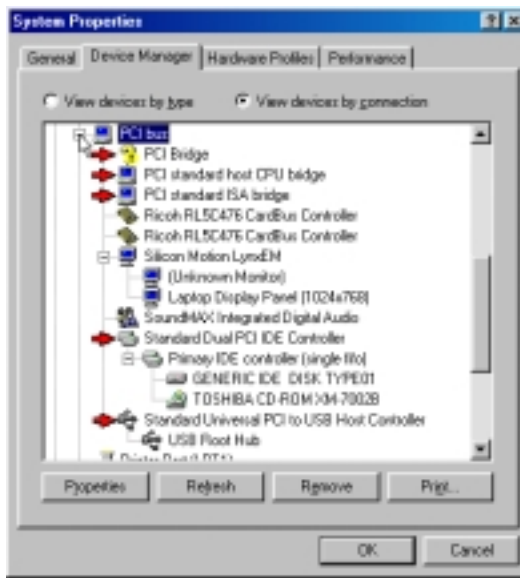 System Properties
General Device Manager Hardware Profiles Performance
View devices by type View devices by connection
PCI bus
PCI Bridge
PCI standard host CPU bridge
PCI standard ISA bridge
Ricoh RL5C476 CardBus Controller
Ricoh RL5C476 CardBus Controller
Silicon Motion LynxEM
(Unknown Monitor)
Laptop Display Panel (1024x768)
SoundMAX Integrated Digital Audio
Standard Dual PCI IDE Controller
Primary IDE controller (single fifo)
GENERIC IDE DISK TYPE01
TOSHIBA CD-ROM XM-7002B
Standard Universal PCI to USB Host Controller
USB Root Hub
Printer Port (LPT1)
Properties Refresh Remove Print...
OK Cancel